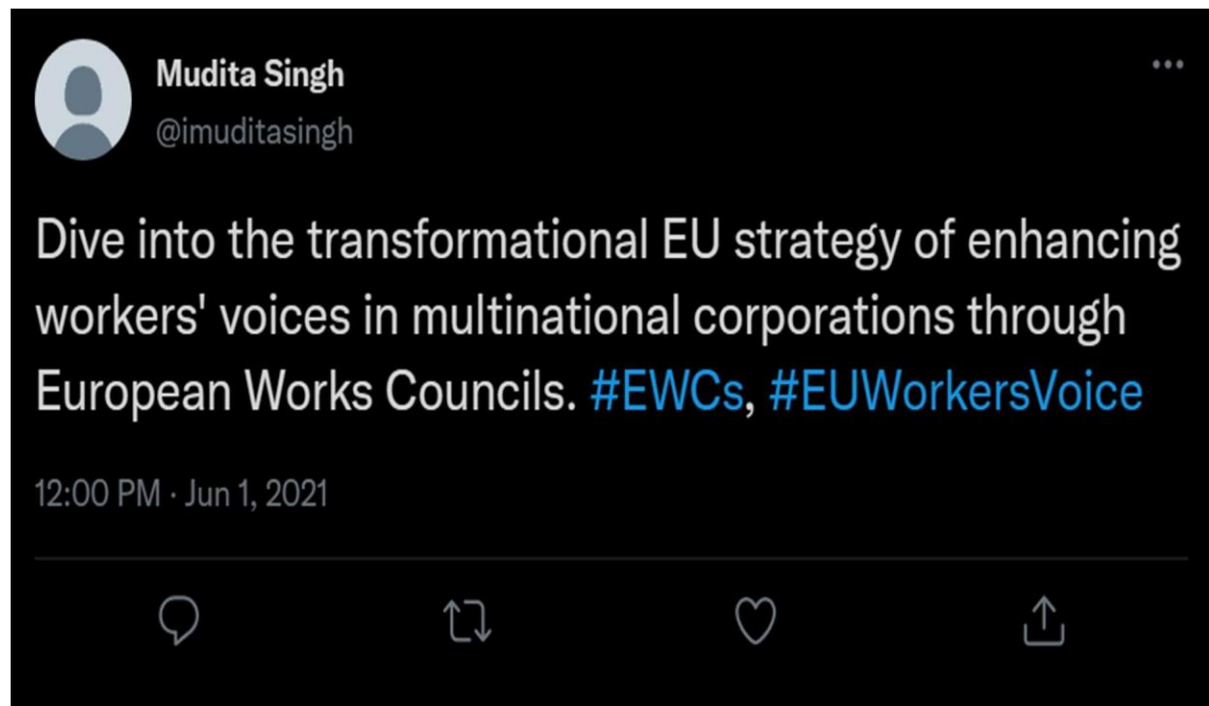 Mudita Singh
@imuditasingh
Dive into the transformational EU strategy of enhancing
workers' voices in multinational corporations through
European Works Councils. #EWCs, #EUWorkersVoice
12:00 PM · Jun 1, 2021